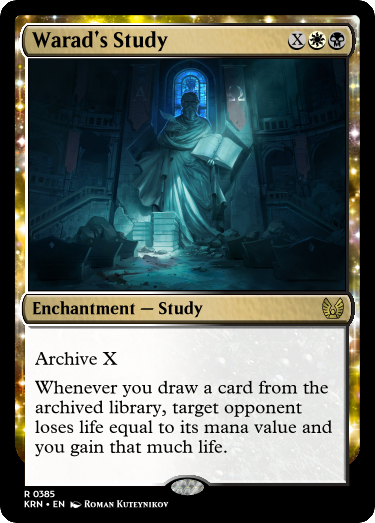 Warad's Study
X
Enchantment — Study
Archive X
Whenever you draw a card from the
archived library, target opponent
loses life equal to its mana value and
you gain that much life.
R 0385
KRN • EN Roman Kuteynikov
A
Ω